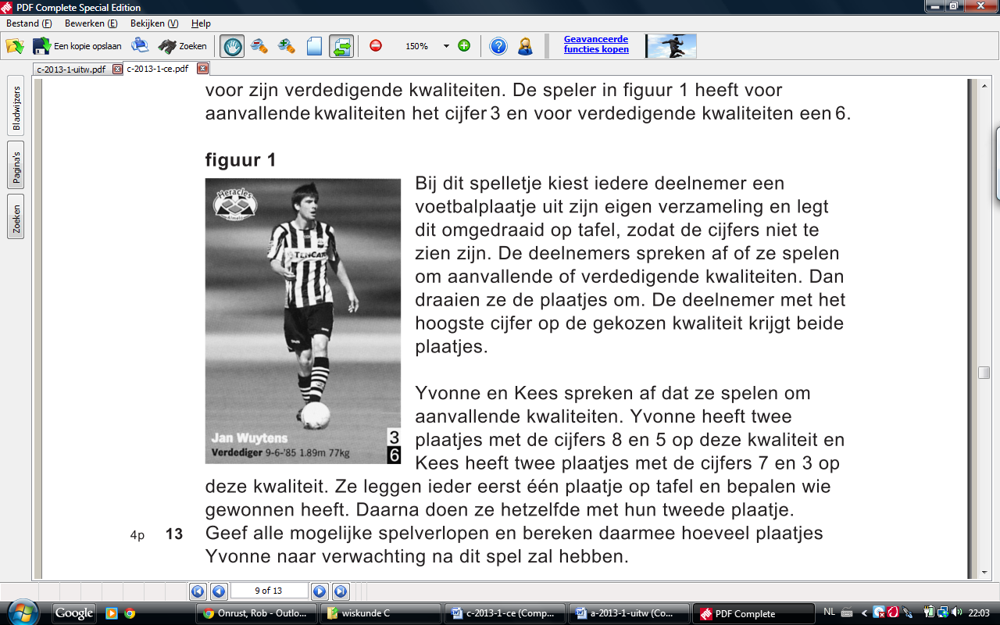 PDF Complete Special Edition
Bestand (F) Bewerken (E) Bekijken (V) Help
Een kopie opslaan Zoeken 150% Geavanceerde
functies kopen
c-2013-1-uitw.pdf c-2013-1-ce.pdf
Bladwijzers
Pagina's
Zoeken
voor zijn verdedigende kwaliteiten. De speler in figuur 1 heeft voor
aanvallende kwaliteiten het cijfer 3 en voor verdedigende kwaliteiten een 6.
figuur 1
Heracles
Almelo
TENCATE
Jan Wuytens
Verdediger 9-6-'85 1.89m 77kg
3
6
Bij dit spelletje kiest iedere deelnemer een
voetbalplaatje uit zijn eigen verzameling en legt
dit omgedraaid op tafel, zodat de cijfers niet te
zien zijn. De deelnemers spreken af of ze spelen
om aanvallende of verdedigende kwaliteiten. Dan
draaien ze de plaatjes om. De deelnemer met het
hoogste cijfer op de gekozen kwaliteit krijgt beide
plaatjes.
Yvonne en Kees spreken af dat ze spelen om
aanvallende kwaliteiten. Yvonne heeft twee
plaatjes met de cijfers 8 en 5 op deze kwaliteit en
Kees heeft twee plaatjes met de cijfers 7 en 3 op
deze kwaliteit. Ze leggen ieder eerst één plaatje op tafel en bepalen wie
gewonnen heeft. Daarna doen ze hetzelfde met hun tweede plaatje.
4p 13 Geef alle mogelijke spelverlopen en bereken daarmee hoeveel plaatjes
Yvonne naar verwachting na dit spel zal hebben.
9 of 13
Google Onrust, Rob - Outlo... wiskunde C c-2013-1-ce (Comp... a-2013-1-uitw (Co... PDF Complete NL 22:03